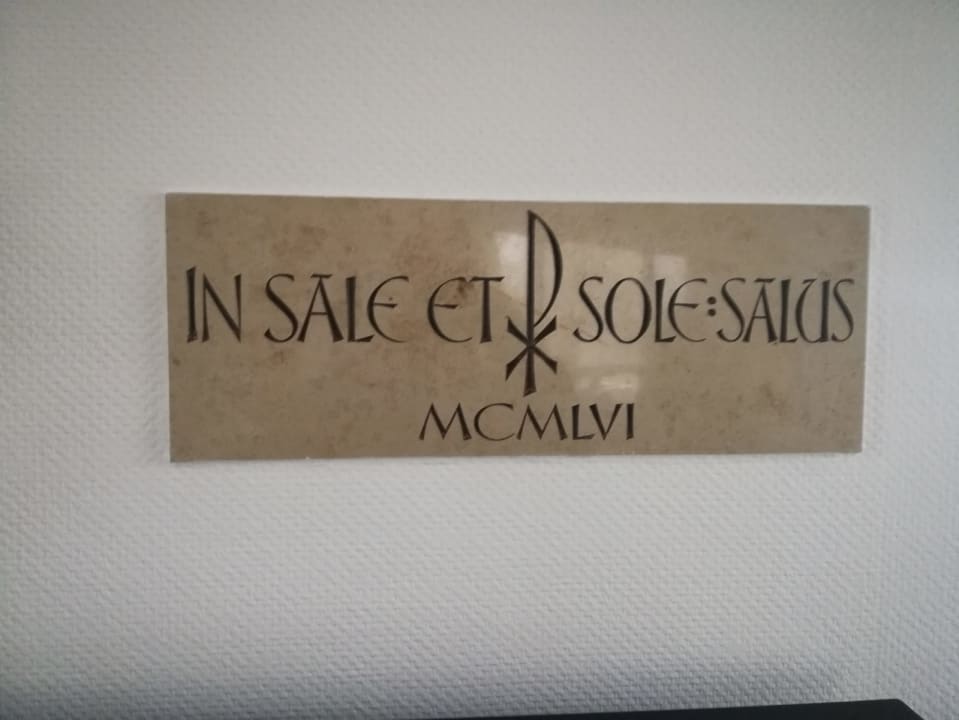 IN SALE ET ☧ SOLE:SALUS
MCMLVI